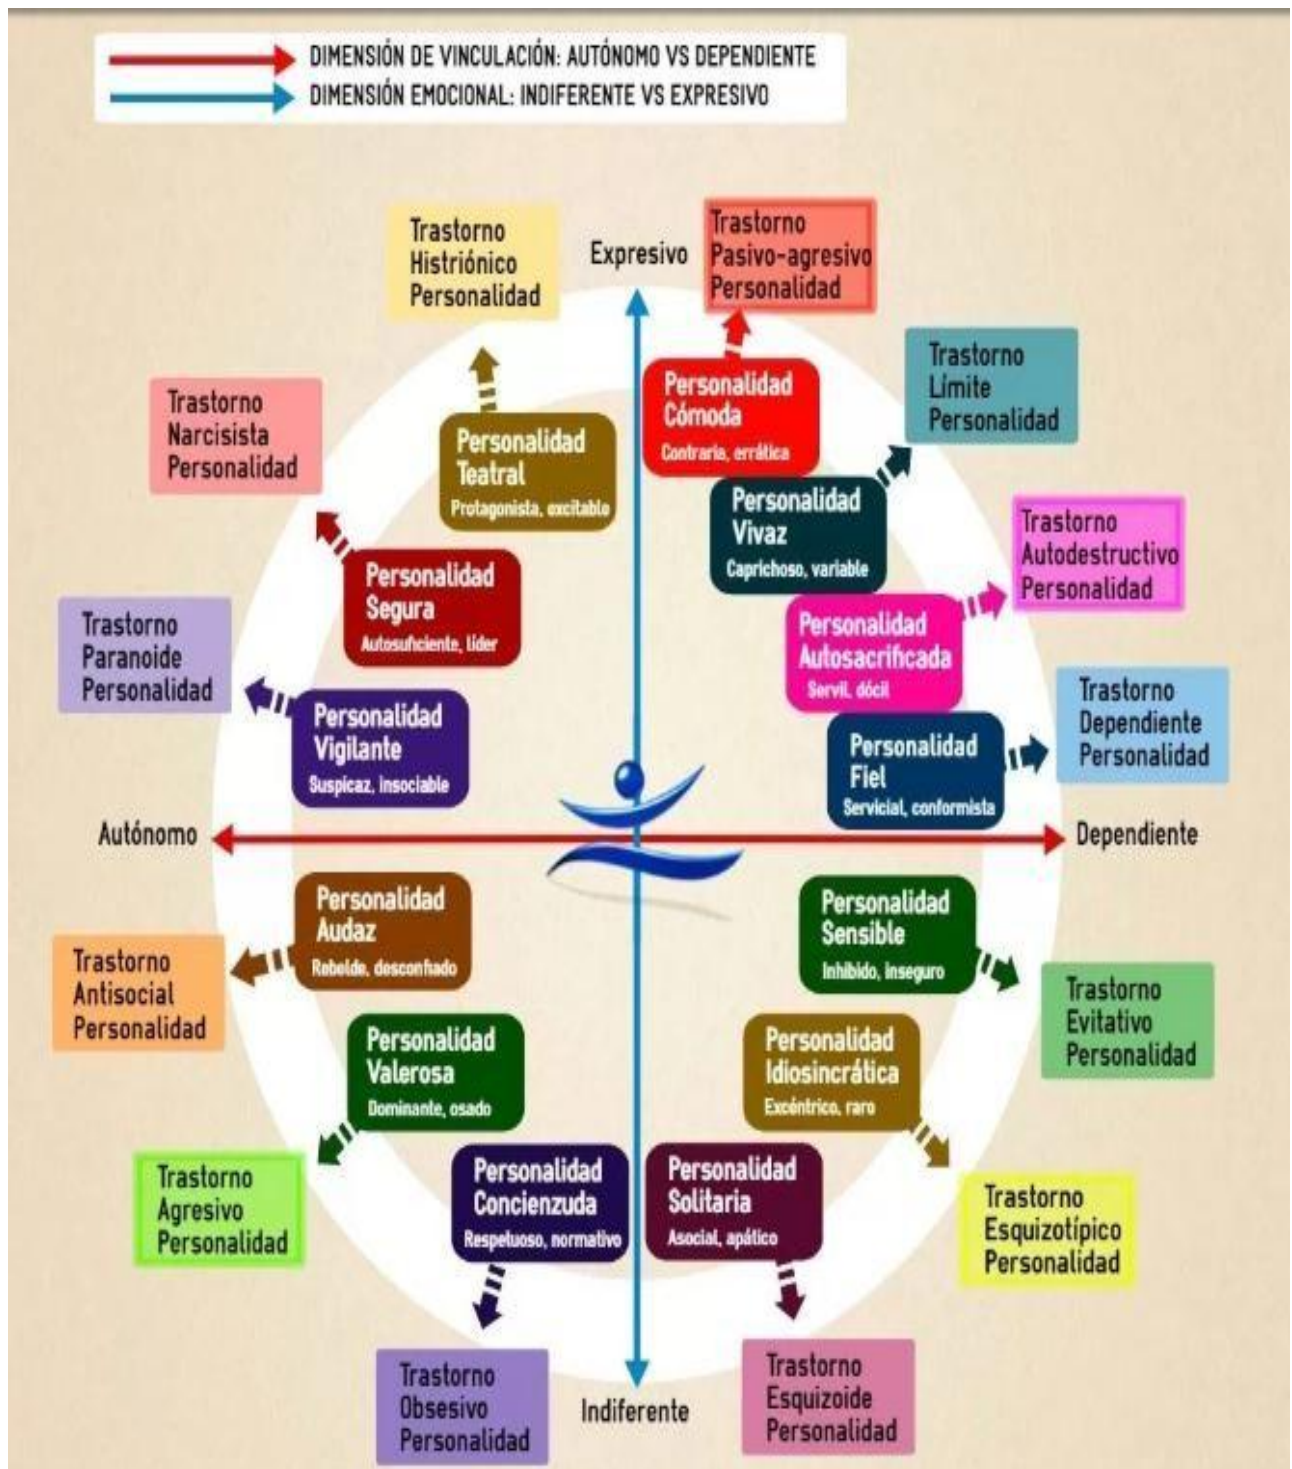 DIMENSIÓN DE VINCULACIÓN: AUTÓNOMO VS DEPENDIENTE
DIMENSIÓN EMOCIONAL: INDIFERENTE VS EXPRESIVO
Trastorno
Histriónico
Personalidad
Expresivo
Trastorno
Pasivo-agresivo
Personalidad
Trastorno
Límite
Personalidad
Personalidad
Cómoda
Contraria, errática
Trastorno
Narcisista
Personalidad
Personalidad
Teatral
Protagonista, excitable
Personalidad
Vivaz
Caprichoso, variable
Trastorno
Autodestructivo
Personalidad
Personalidad
Segura
Autosuficiente, líder
Trastorno
Paranoide
Personalidad
Personalidad
Autosacrificada
Servil, dócil
Trastorno
Dependiente
Personalidad
Personalidad
Vigilante
Suspicaz, insociable
Personalidad
Fiel
Servicial, conformista
Autónomo
Dependiente
Personalidad
Audaz
Rebelde, desconfiado
Personalidad
Sensible
Inhibido, inseguro
Trastorno
Antisocial
Personalidad
Trastorno
Evitativo
Personalidad
Personalidad
Valerosa
Dominante, osado
Personalidad
Idiosincrática
Excéntrico, raro
Trastorno
Agresivo
Personalidad
Personalidad
Concienzuda
Respetuoso, normativo
Personalidad
Solitaria
Asocial, apático
Trastorno
Esquizotípico
Personalidad
Trastorno
Obsesivo
Personalidad
Indiferente
Trastorno
Esquizoide
Personalidad